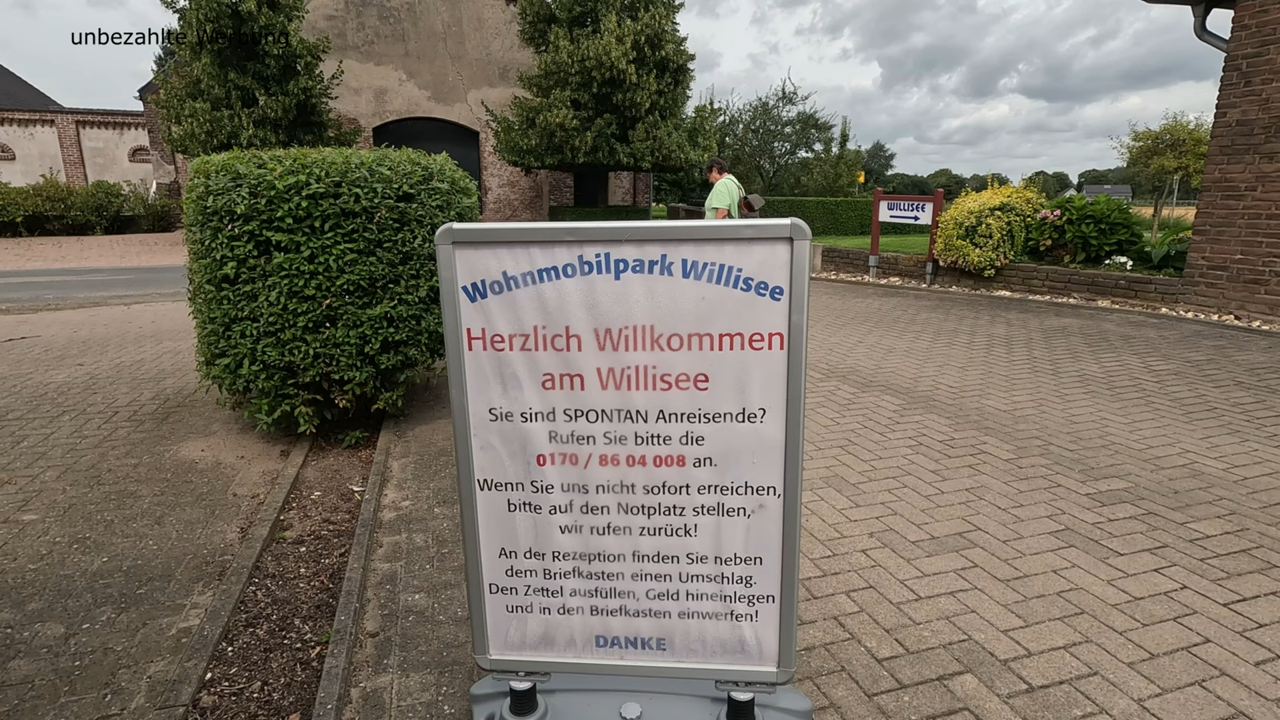 unbezahlte Werbung
WILLISEE
Wohnmobilpark Willisee
Herzlich Willkommen
am Willisee
Sie sind SPONTAN Anreisende?
Rufen Sie bitte die
0170 / 86 04 008 an.
Wenn Sie uns nicht sofort erreichen,
bitte auf den Notplatz stellen,
wir rufen zurück!
An der Rezeption finden Sie neben
dem Briefkasten einen Umschlag.
Den Zettel ausfüllen, Geld hineinlegen
und in den Briefkasten einwerfen!
DANKE